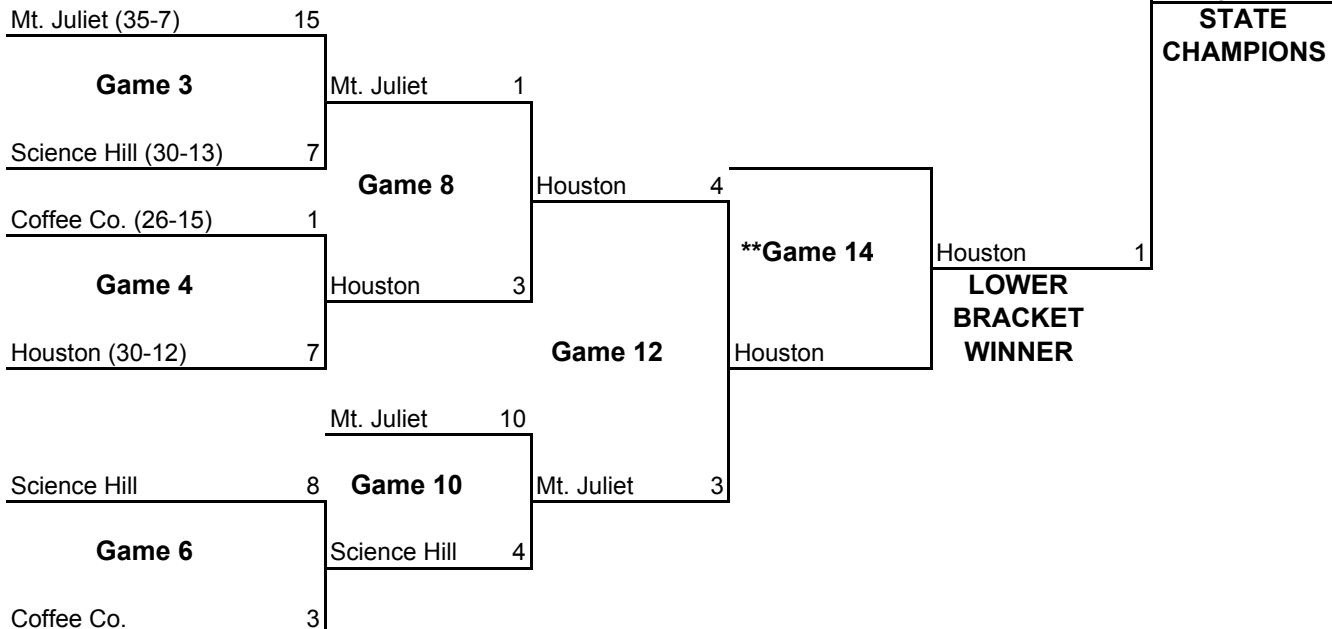 STATE
CHAMPIONS
Mt. Juliet (35-7) 15
Game 3
Mt. Juliet 1
Science Hill (30-13) 7
Game 8
Houston 4
Coffee Co. (26-15) 1
**Game 14
Houston 1
Game 4
Houston 3
LOWER
BRACKET
WINNER
Houston (30-12) 7
Game 12
Houston
Mt. Juliet 10
Science Hill 8
Game 10
Mt. Juliet 3
Game 6
Science Hill 4
Coffee Co. 3